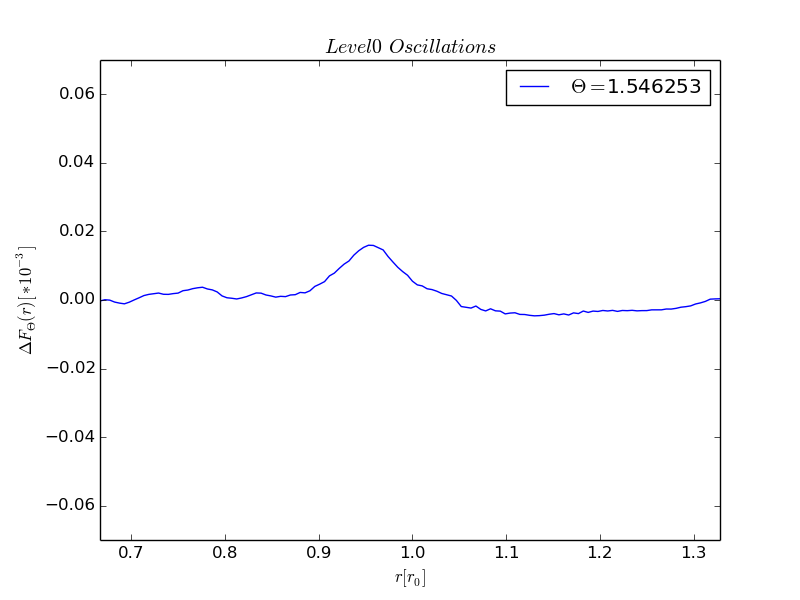 Level0 Oscillations
Θ=1.546253
0.06
0.04
0.02
0.00
−0.02
−0.04
−0.06
ΔF_Θ(r)[*10^{-3}]
0.7 0.8 0.9 1.0 1.1 1.2 1.3
r[r_0]